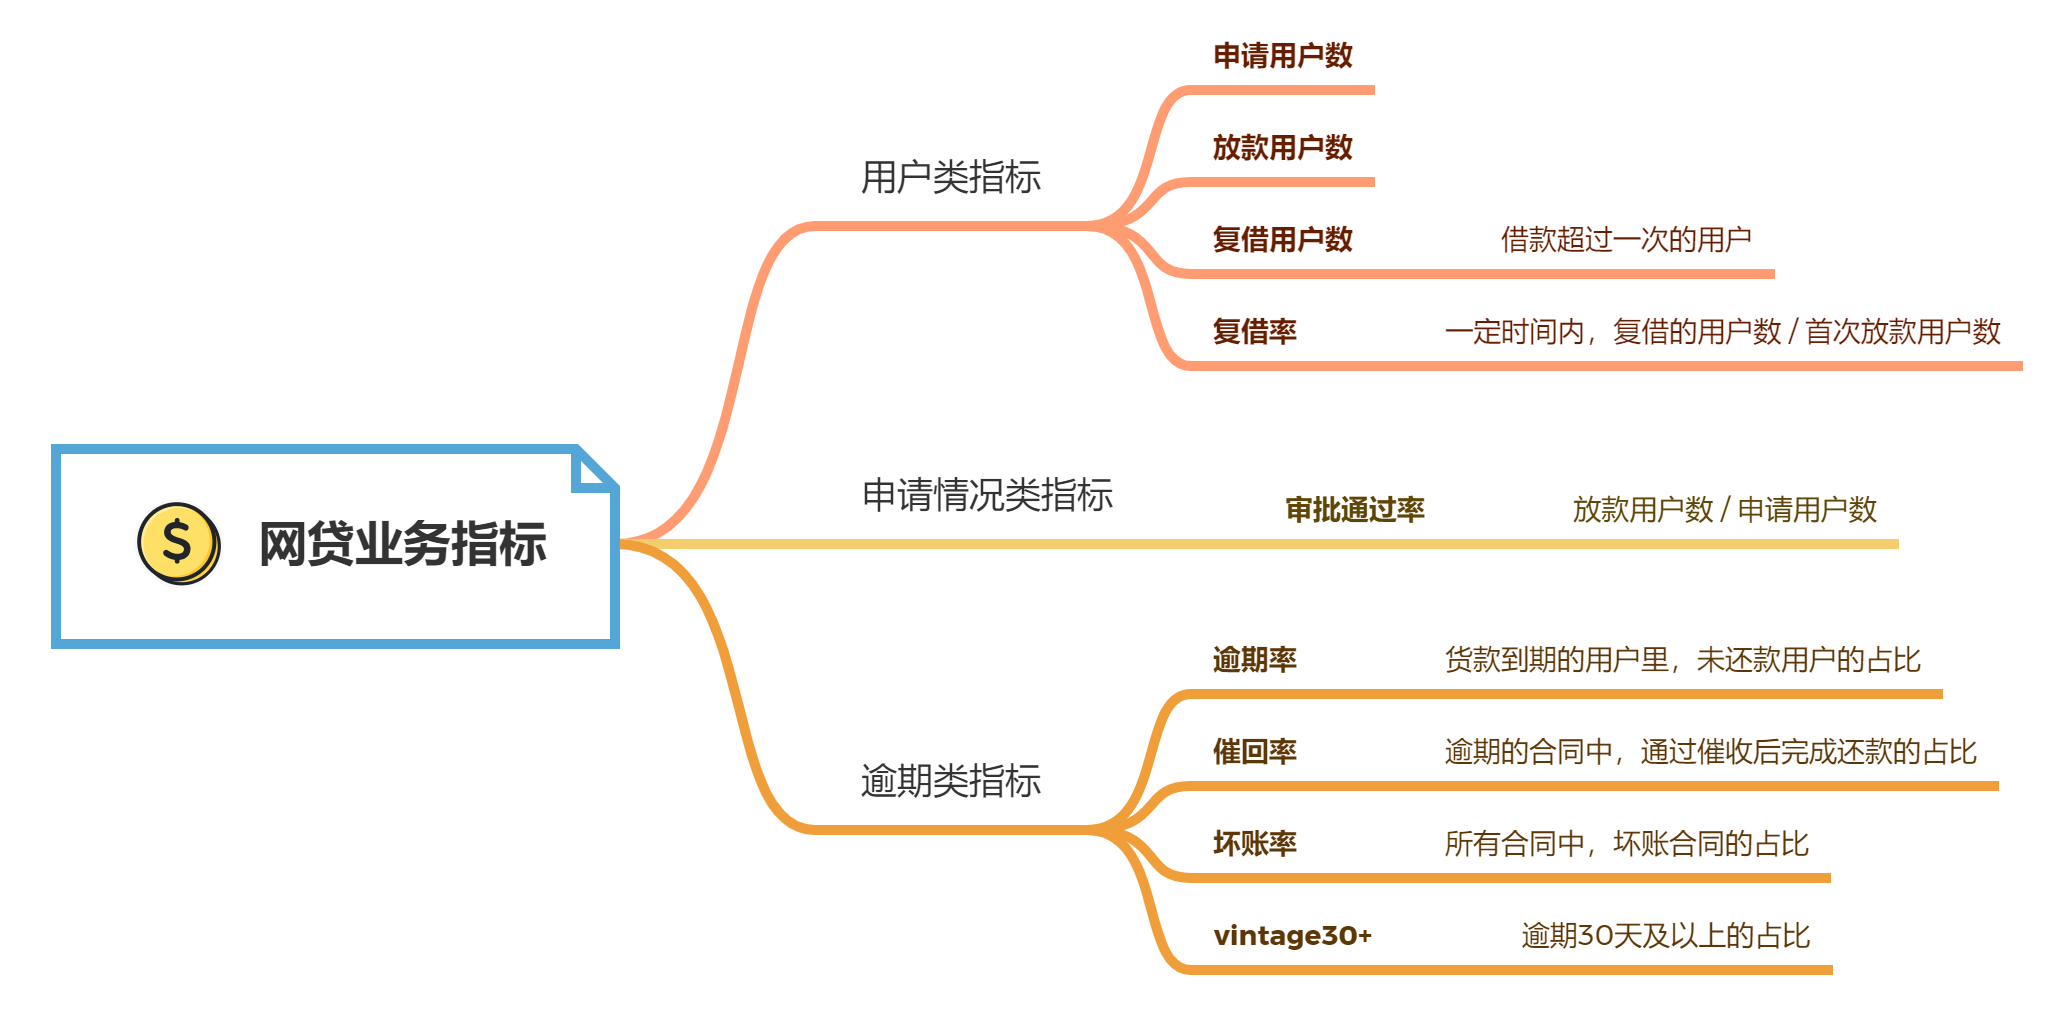 网贷业务指标
用户类指标
申请用户数
放款用户数
复借用户数 借款超过一次的用户
复借率 一定时间内，复借的用户数 / 首次放款用户数
申请情况类指标
审批通过率 放款用户数 / 申请用户数
逾期类指标
逾期率 货款到期的用户里，未还款用户的占比
催回率 逾期的合同中，通过催收后完成还款的占比
坏账率 所有合同中，坏账合同的占比
vintage30+ 逾期30天及以上的占比